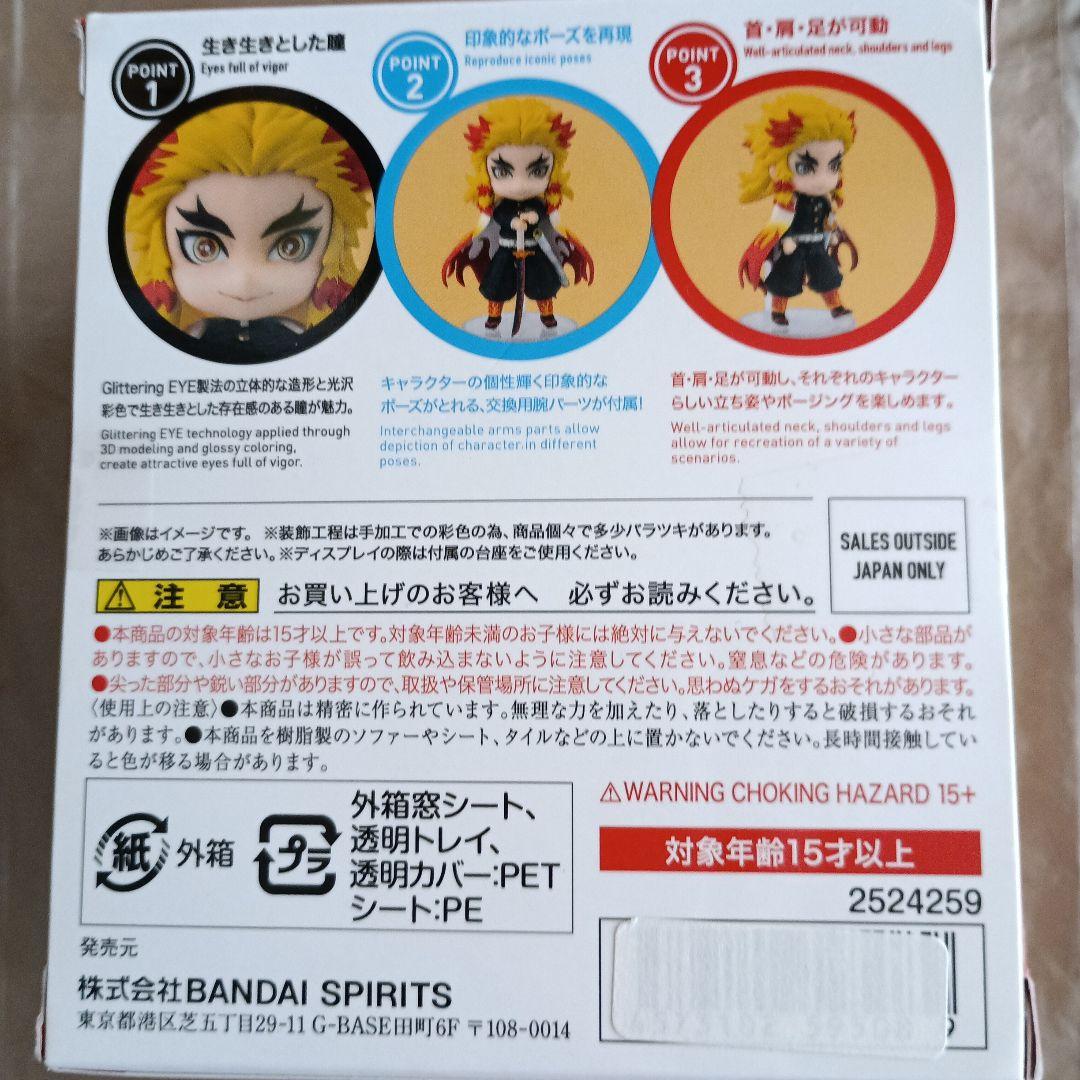 POINT
1
生き生きとした瞳
Eyes full of vigor
POINT
2
印象的なポーズを再現
Reproduce iconic poses
POINT
3
首・肩・足が可動
Well-articulated neck, shoulders and legs
Glittering EYE製法の立体的な造形と光沢
彩色で生き生きとした存在感のある瞳が魅力。
Glittering EYE technology applied through
3D modeling and glossy coloring,
create attractive eyes full of vigor.
キャラクターの個性輝く印象的な
ポーズがとれる、交換用腕パーツが付属!
Interchangeable arms parts allow
depiction of character.in different
poses.
首・肩・足が可動し、それぞれのキャラクター
らしい立ち姿やポージングを楽しめます。
Well-articulated neck, shoulders and legs
allow for recreation of a variety of
scenarios.
※画像はイメージです。 ※装飾工程は手加工での彩色の為、商品個々で多少バラツキがあります。
あらかじめご了承ください。※ディスプレイの際は付属の台座をご使用ください。
SALES OUTSIDE
JAPAN ONLY
⚠注 意 お買い上げのお客様へ 必ずお読みください。
●本商品の対象年齢は15才以上です。対象年齢未満のお子様には絶対に与えないでください。●小さな部品が
ありますので、小さなお子様が誤って飲み込まないように注意してください。窒息などの危険があります。
●尖った部分や鋭い部分がありますので、取扱や保管場所に注意してください。思わぬケガをするおそれがあります。
〈使用上の注意〉●本商品は精密に作られています。無理な力を加えたり、落としたりすると破損するおそれ
があります。●本商品を樹脂製のソファーやシート、タイルなどの上に置かないでください。長時間接触してい
ると色が移る場合があります。
紙 外箱
プラ
外箱窓シート、
透明トレイ、
透明カバー:PET
シート:PE
⚠WARNING CHOKING HAZARD 15+
対象年齢15才以上
2524259
発売元
株式会社BANDAI SPIRITS
東京都港区芝五丁目29-11 G-BASE田町6F 〒108-0014